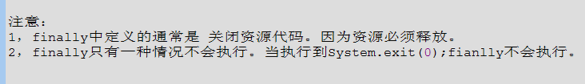 注意：
1，finally中定义的通常是 关闭资源代码。因为资源必须释放。
2，finally只有一种情况不会执行。当执行到System.exit(0);fianlly不会执行。